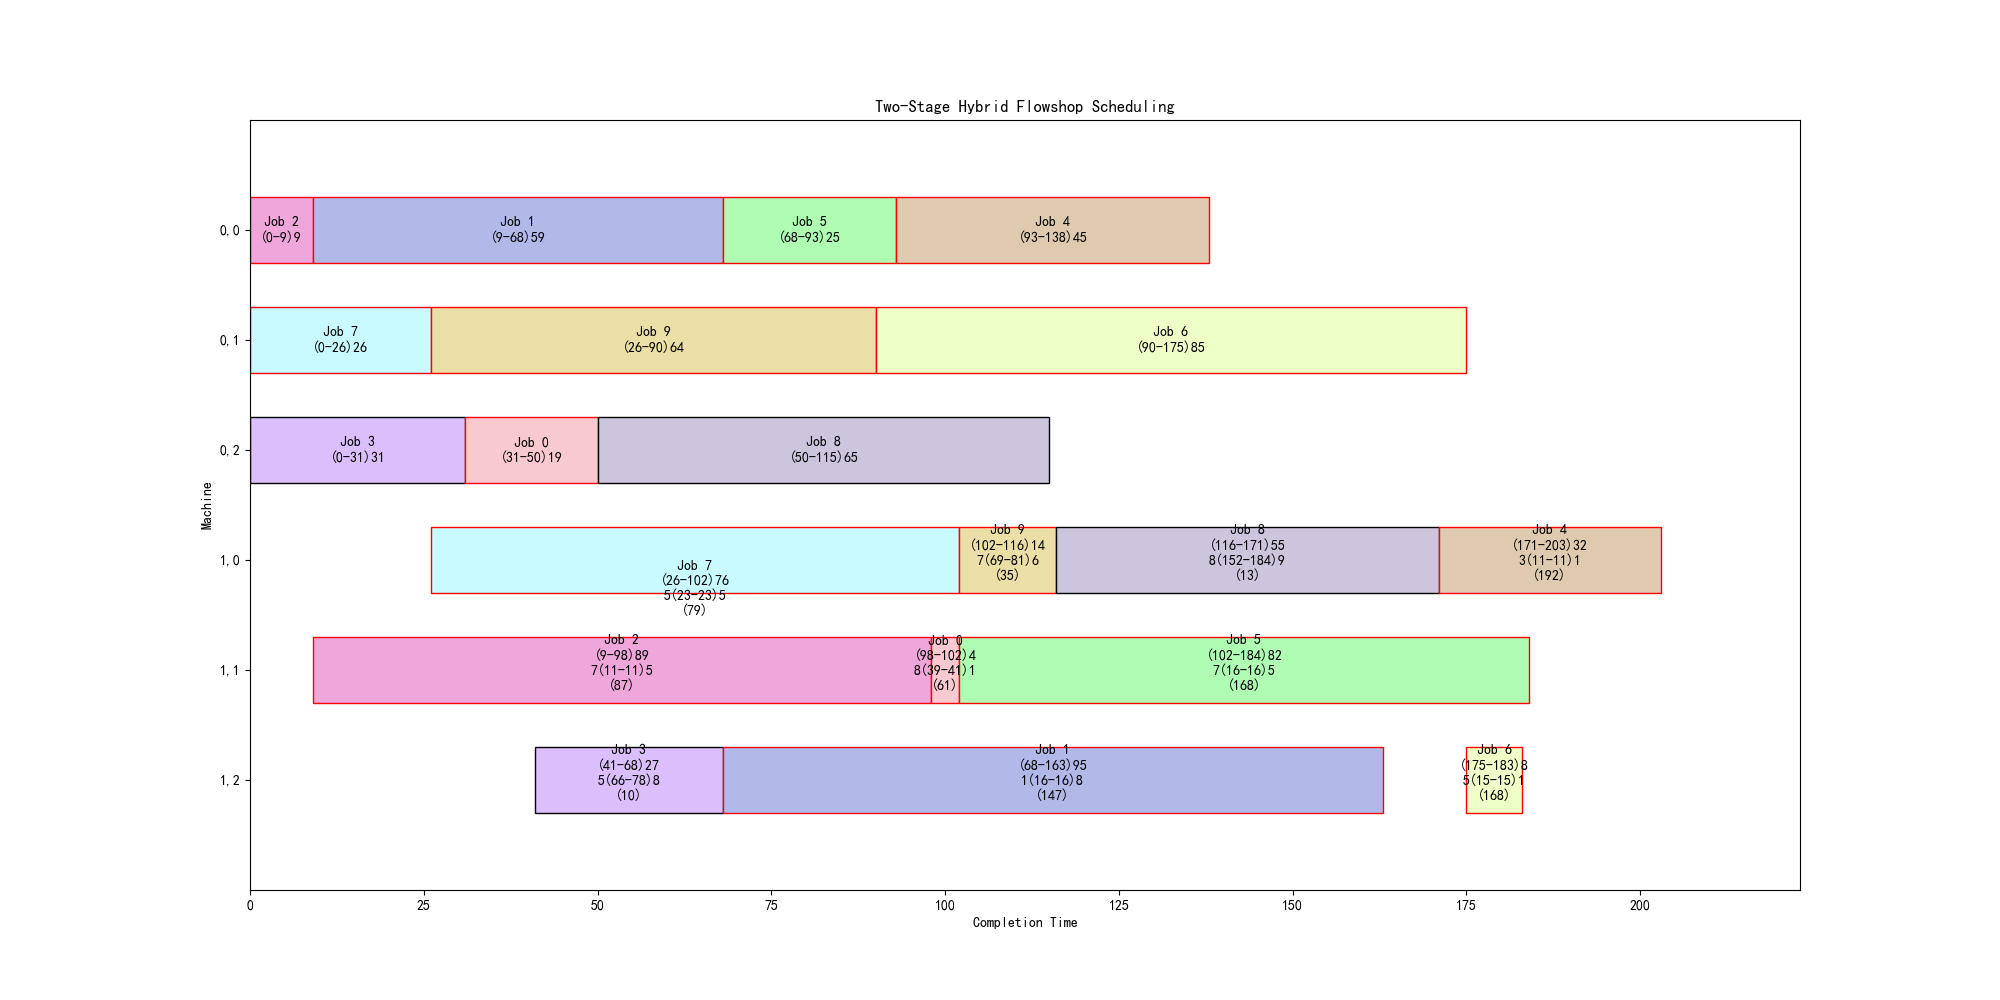 Two-Stage Hybrid Flowshop Scheduling
Machine
0,0
Job 2
(0-9)9
Job 1
(9-68)59
Job 5
(68-93)25
Job 4
(93-138)45
0,1
Job 7
(0-26)26
Job 9
(26-90)64
Job 6
(90-175)85
0,2
Job 3
(0-31)31
Job 0
(31-50)19
Job 8
(50-115)65
1,0
Job 7
(26-102)76
5(23-23)5
(79)
Job 9
(102-116)14
7(69-81)6
(35)
Job 8
(116-171)55
8(152-184)9
(13)
Job 4
(171-203)32
3(11-11)1
(192)
1,1
Job 2
(9-98)89
7(11-11)5
(87)
Job 0
(98-102)4
8(39-41)1
(61)
Job 5
(102-184)82
7(16-16)5
(168)
1,2
Job 3
(41-68)27
5(66-78)8
(10)
Job 1
(68-163)95
1(16-16)8
(147)
Job 6
(175-183)8
5(15-15)1
(168)
0 25 50 75 100 125 150 175 200
Completion Time